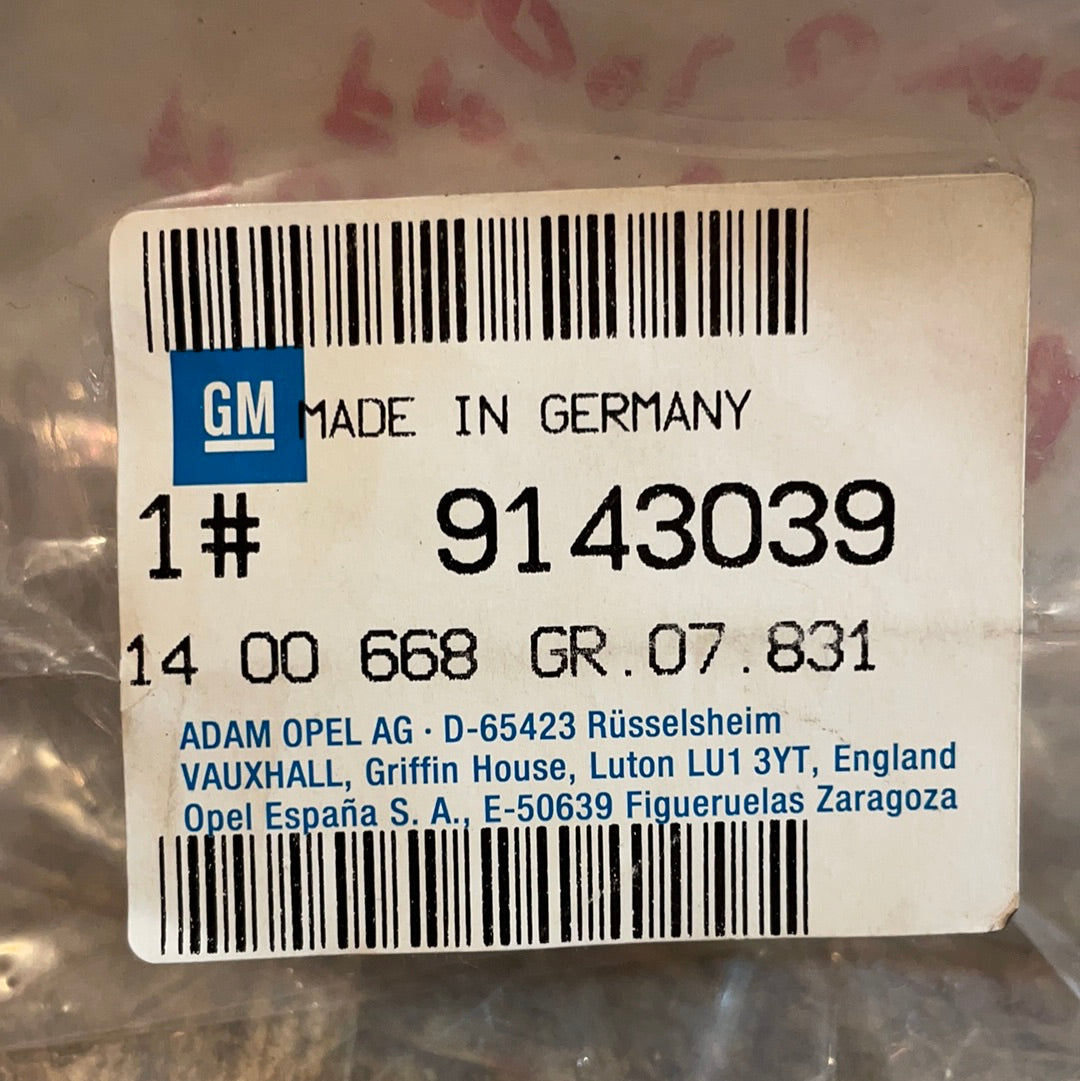 GM MADE IN GERMANY
1# 9143039
14 00 668 GR.07.831
ADAM OPEL AG · D-65423 Rüsselsheim
VAUXHALL, Griffin House, Luton LU1 3YT, England
Opel España S. A., E-50639 Figueruelas Zaragoza